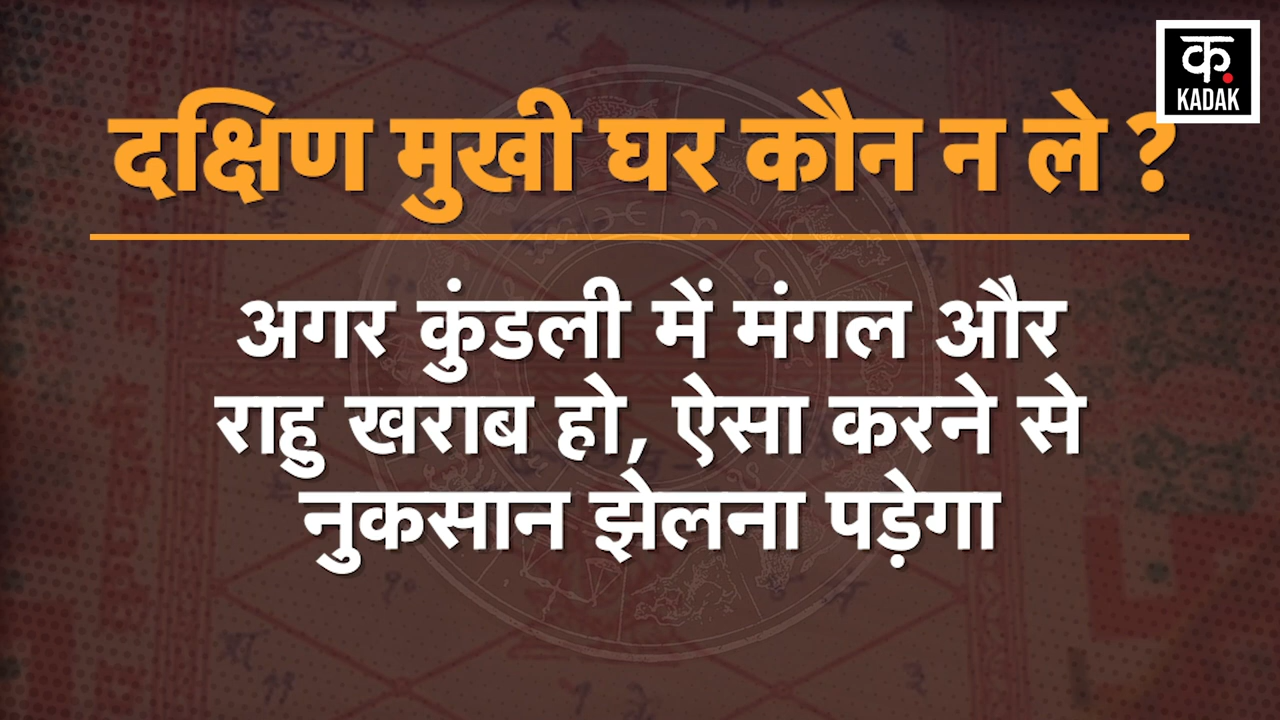 क.
KADAK
दक्षिण मुखी घर कौन न ले ?
अगर कुंडली में मंगल और
राहु खराब हो, ऐसा करने से
नुकसान झेलना पड़ेगा